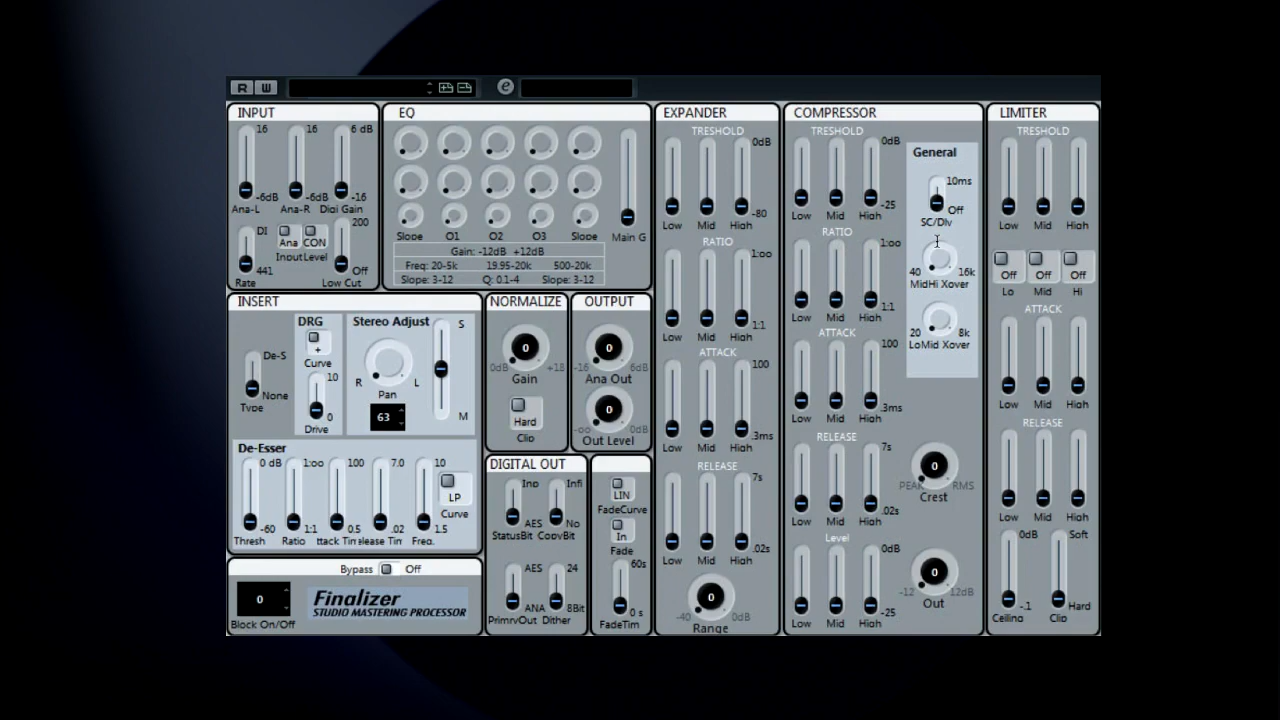 R W
e
INPUT
16 16 6 dB
-6dB -6dB -16
Ana-L Ana-R Digi Gain
DI 200
Ana CON
Input Level
441 Off
Rate Low Cut
EQ
Slope O1 O2 O3 Slope Main G
Gain: -12dB +12dB
Freq: 20-5k 19.95-20k 500-20k
Slope: 3-12 Q: 0.1-4 Slope: 3-12
INSERT
De-S
None
Type
DRG
+
Curve
10
0
Drive
Stereo Adjust S
R L
Pan
63 M
De-Esser
0 dB 1:oo 100 7.0 10
LP
Curve
-60 1:1 0.5 .02 1.5
Thresh Ratio ttack Tim elease Tim Freq.
Bypass Off
0
Block On/Off
Finalizer
STUDIO MASTERING PROCESSOR
NORMALIZE
0
0dB +18
Gain
Hard
Clip
OUTPUT
0
-16 6dB
Ana Out
0
-oo 0dB
Out Level
DIGITAL OUT
Ino Infi
AES No
StatusBit CopyBit
AES 24
ANA 8Bit
PrimryOut Dither
LIN
FadeCurve
In
Fade
60s
0 s
FadeTim
EXPANDER
TRESHOLD
0dB
-80
Low Mid High
RATIO
1:oo
1:1
Low Mid High
ATTACK
100
.3ms
Low Mid High
RELEASE
7s
.02s
Low Mid High
0
-40 0dB
Range
COMPRESSOR
TRESHOLD
0dB
-25
Low Mid High
RATIO
1:oo
1:1
Low Mid High
ATTACK
100
.3ms
Low Mid High
RELEASE
7s
.02s
Low Mid High
Level
0dB
-25
Low Mid High
General
10ms
Off
SC/Dly
40 16k
MidHi Xover
20 8k
LoMid Xover
0
PEAK RMS
Crest
0
-12 12dB
Out
LIMITER
TRESHOLD
Low Mid High
Off Off Off
Lo Mid Hi
ATTACK
Low Mid High
RELEASE
Low Mid High
0dB Soft
-.1 Hard
Ceiling Clip